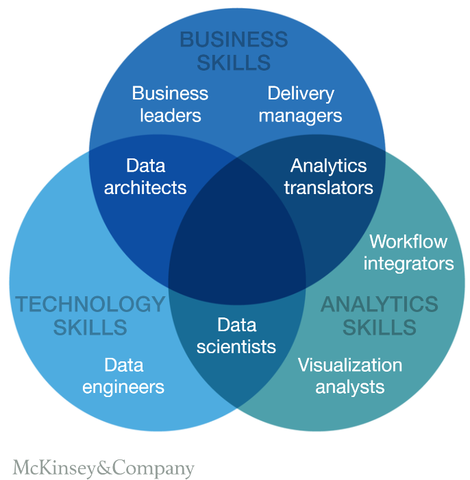 BUSINESS
SKILLS
Business
leaders
Delivery
managers
Data
architects
Analytics
translators
Workflow
integrators
TECHNOLOGY
SKILLS
ANALYTICS
SKILLS
Data
scientists
Data
engineers
Visualization
analysts
McKinsey&Company